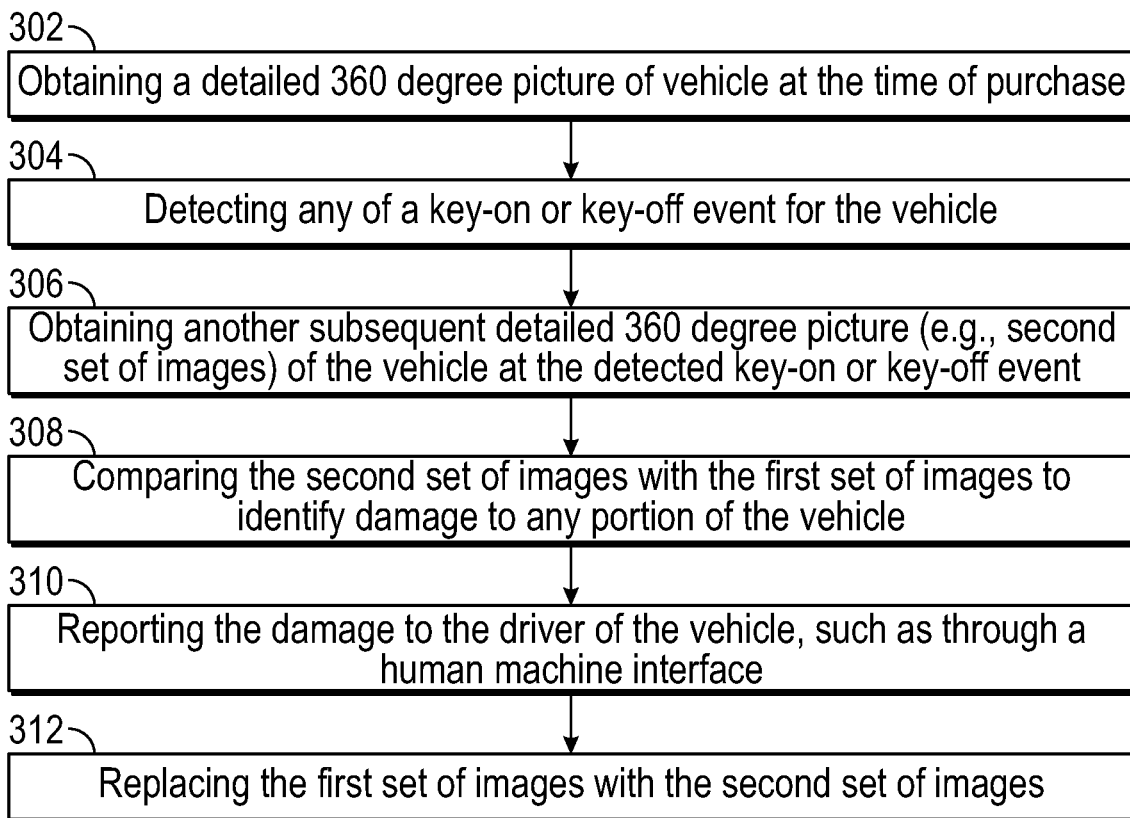 302
Obtaining a detailed 360 degree picture of vehicle at the time of purchase
304
Detecting any of a key-on or key-off event for the vehicle
306
Obtaining another subsequent detailed 360 degree picture (e.g., second
set of images) of the vehicle at the detected key-on or key-off event
308
Comparing the second set of images with the first set of images to
identify damage to any portion of the vehicle
310
Reporting the damage to the driver of the vehicle, such as through a
human machine interface
312
Replacing the first set of images with the second set of images